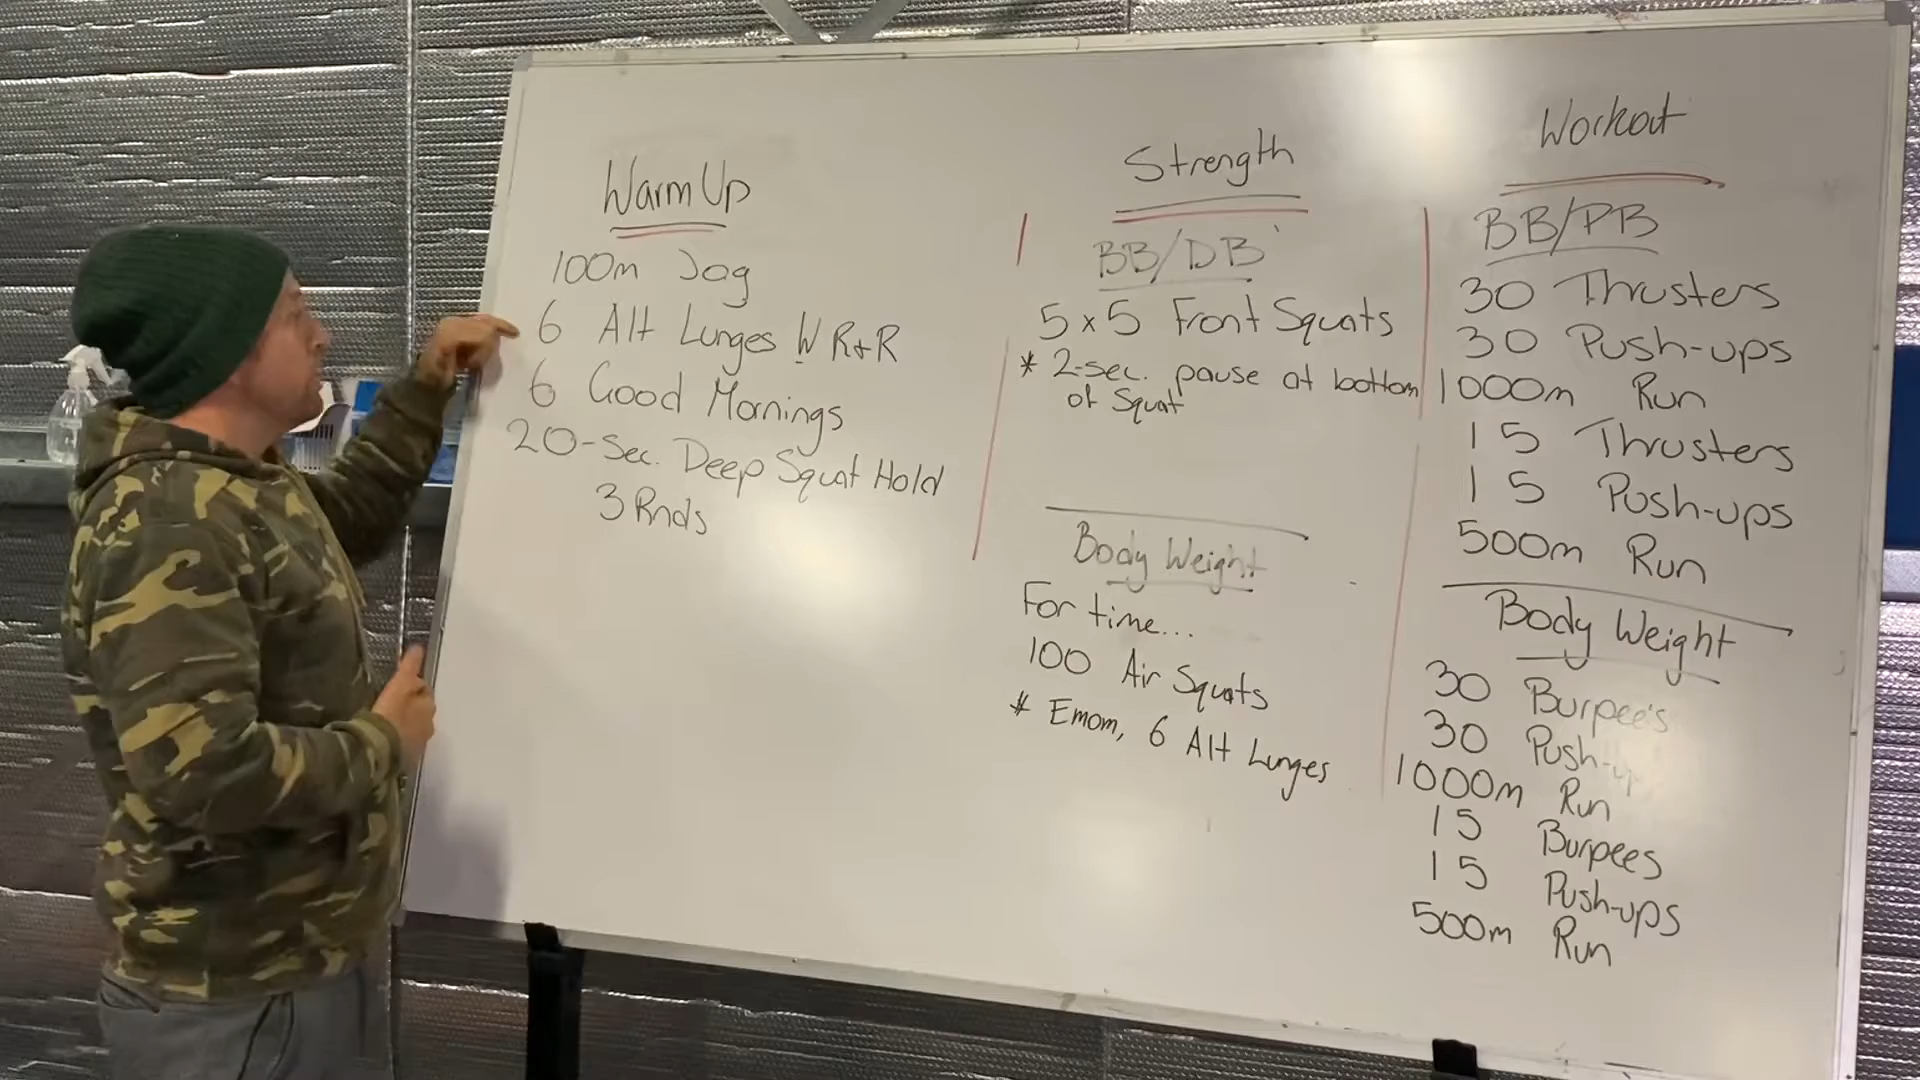 Warm Up
100m Jog
6 Alt Lunges W R+R
6 Good Mornings
20-Sec. Deep Squat Hold
3 Rnds
Strength
BB/DB
5 x 5 Front Squats
* 2-sec. pause at bottom
of Squat
Body Weight
For time...
100 Air Squats
* Emom, 6 Alt Lunges
Workout
BB/PB
30 Thrusters
30 Push-ups
1000m Run
15 Thrusters
15 Push-ups
500m Run
Body Weight
30 Burpee's
30 Push-up
1000m Run
15 Burpees
15 Push-ups
500m Run